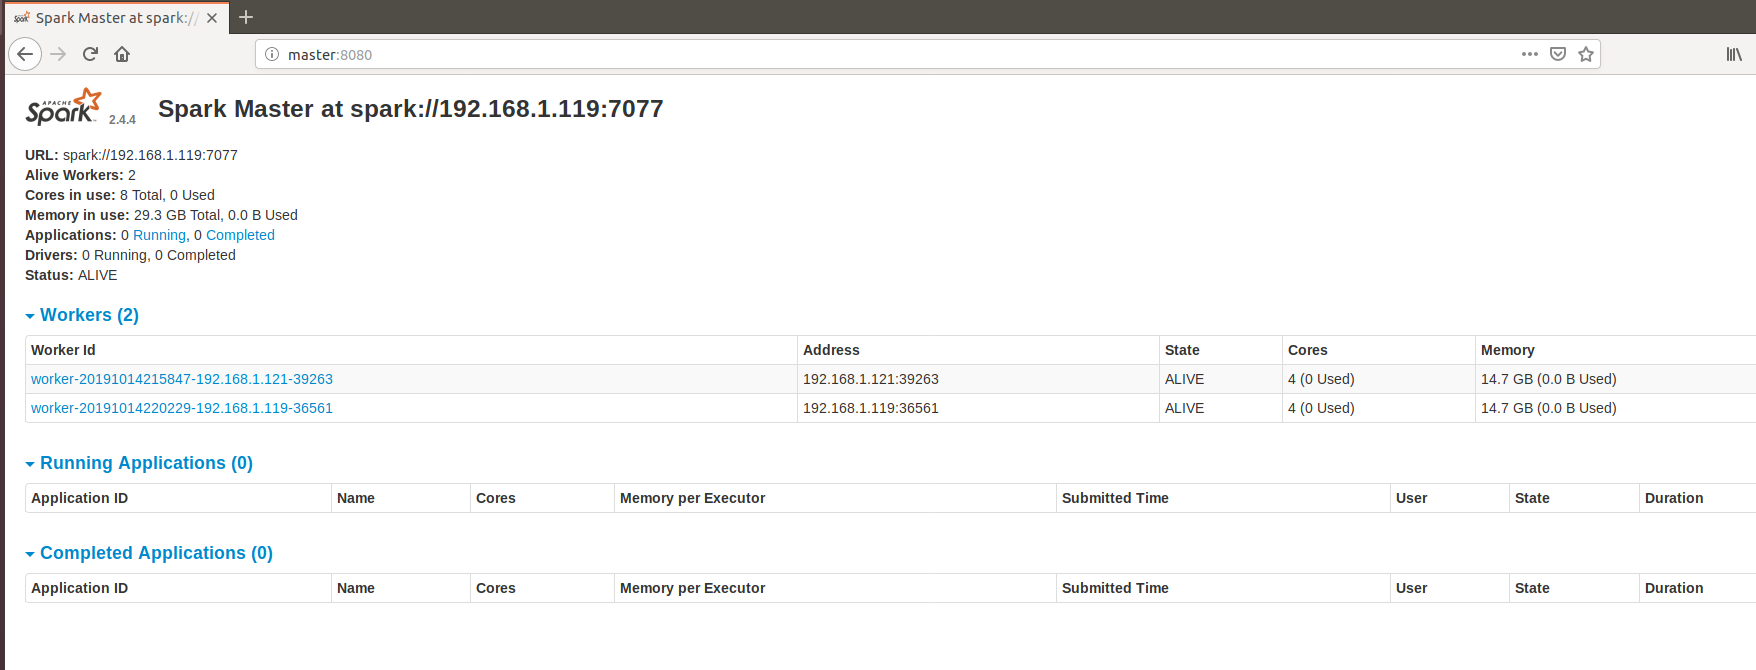 Spark Master at spark://
master:8080
APACHE Spark 2.4.4 Spark Master at spark://192.168.1.119:7077
URL: spark://192.168.1.119:7077
Alive Workers: 2
Cores in use: 8 Total, 0 Used
Memory in use: 29.3 GB Total, 0.0 B Used
Applications: 0 Running, 0 Completed
Drivers: 0 Running, 0 Completed
Status: ALIVE
Workers (2)
Worker Id Address State Cores Memory
worker-20191014215847-192.168.1.121-39263 192.168.1.121:39263 ALIVE 4 (0 Used) 14.7 GB (0.0 B Used)
worker-20191014220229-192.168.1.119-36561 192.168.1.119:36561 ALIVE 4 (0 Used) 14.7 GB (0.0 B Used)
Running Applications (0)
Application ID Name Cores Memory per Executor Submitted Time User State Duration
Completed Applications (0)
Application ID Name Cores Memory per Executor Submitted Time User State Duration